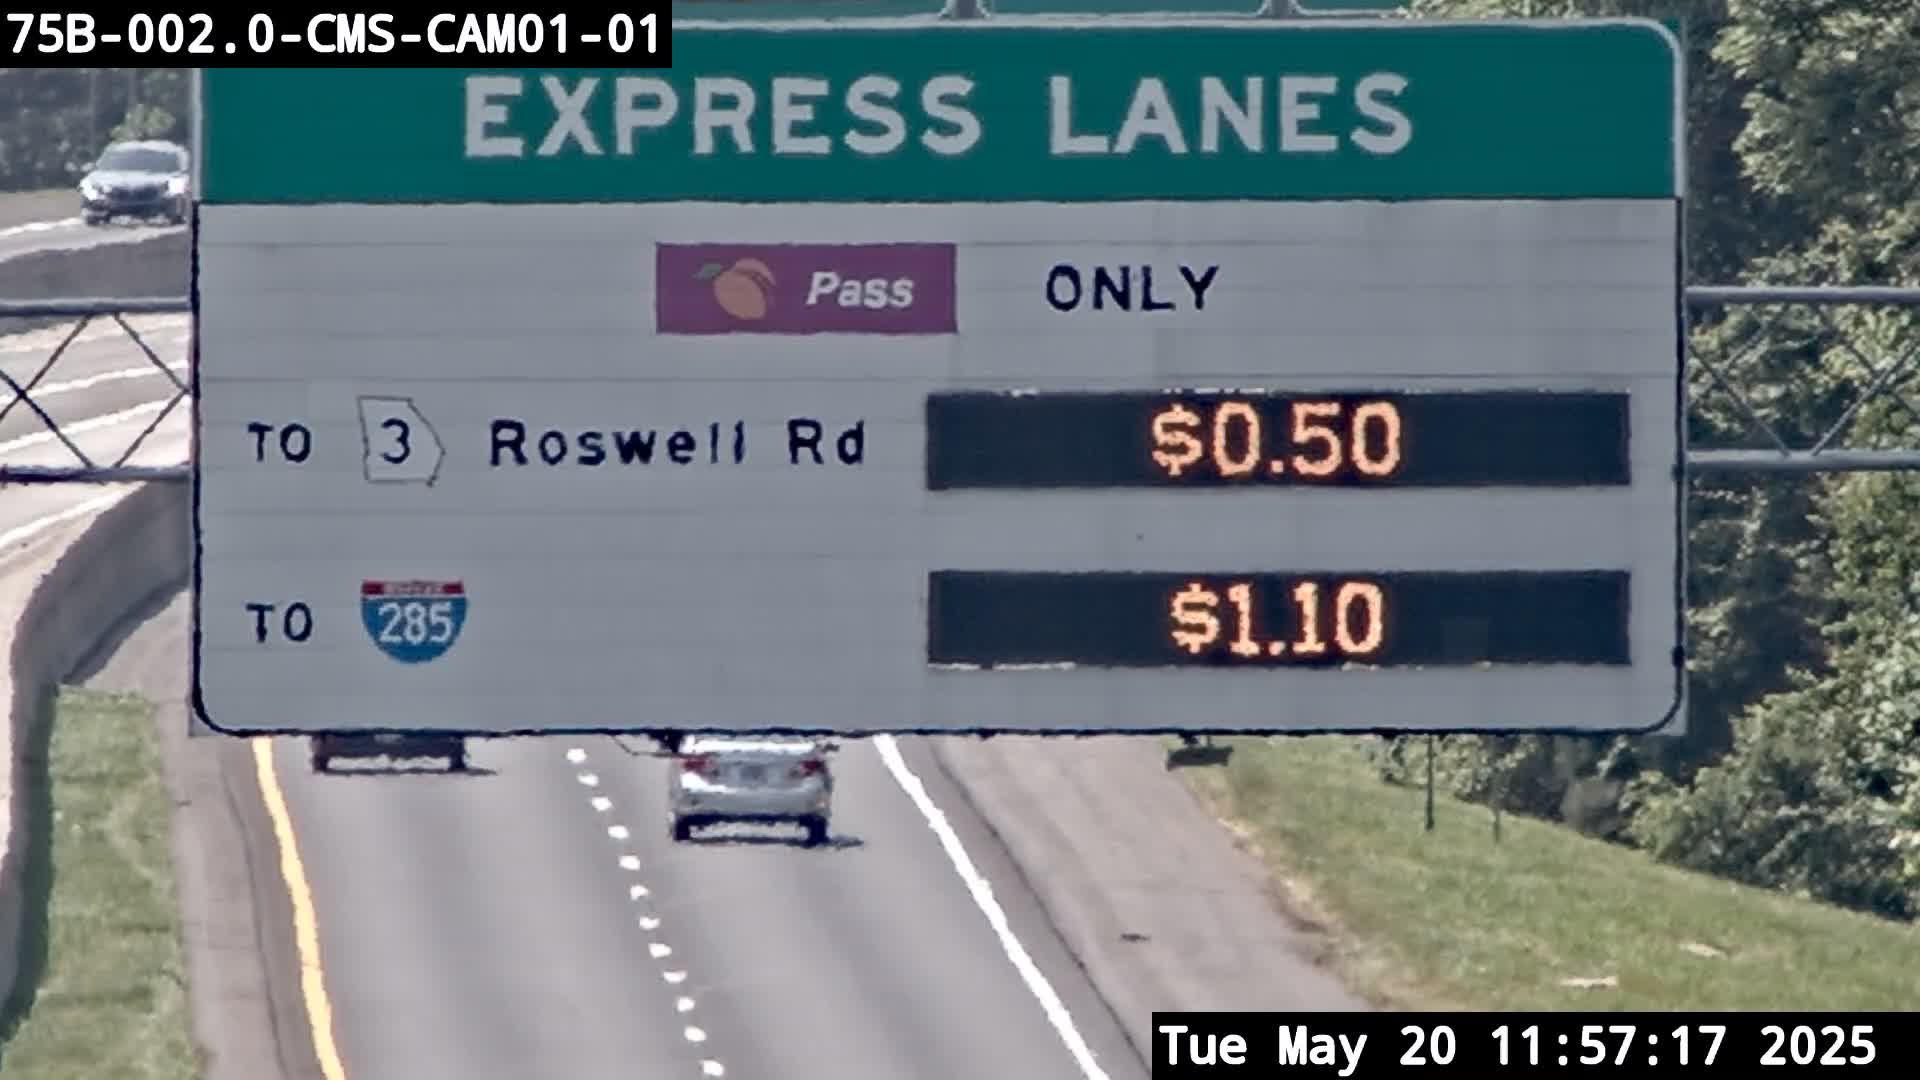 75B-002.0-CMS-CAM01-01
EXPRESS LANES
Pass ONLY
TO 3 Roswell Rd $0.50
TO 285 $1.10
Tue May 20 11:57:17 2025